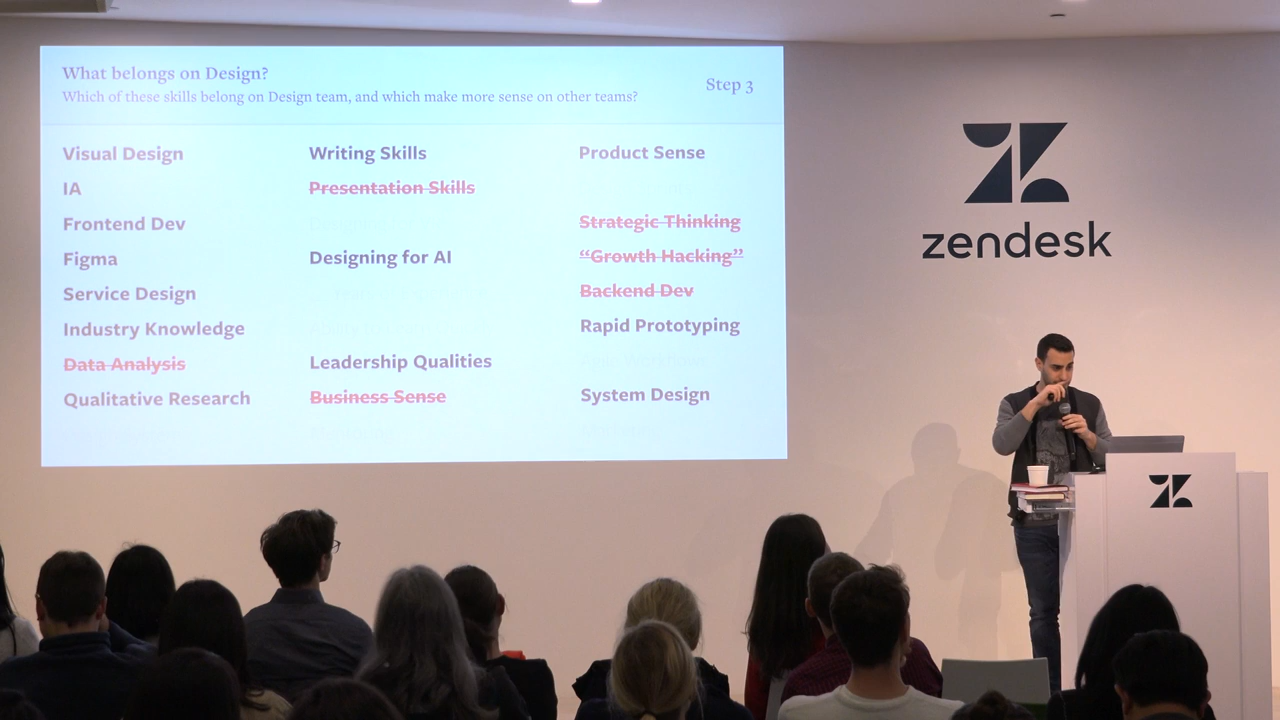 What belongs on Design?
Which of these skills belong on Design team, and which make more sense on other teams?
Step 3
Visual Design
IA
Frontend Dev
Figma
Service Design
Industry Knowledge
Data Analysis
Qualitative Research
Writing Skills
Presentation Skills
Designing for AI
Leadership Qualities
Business Sense
Product Sense
Strategic Thinking
“Growth Hacking”
Backend Dev
Rapid Prototyping
System Design
zendesk